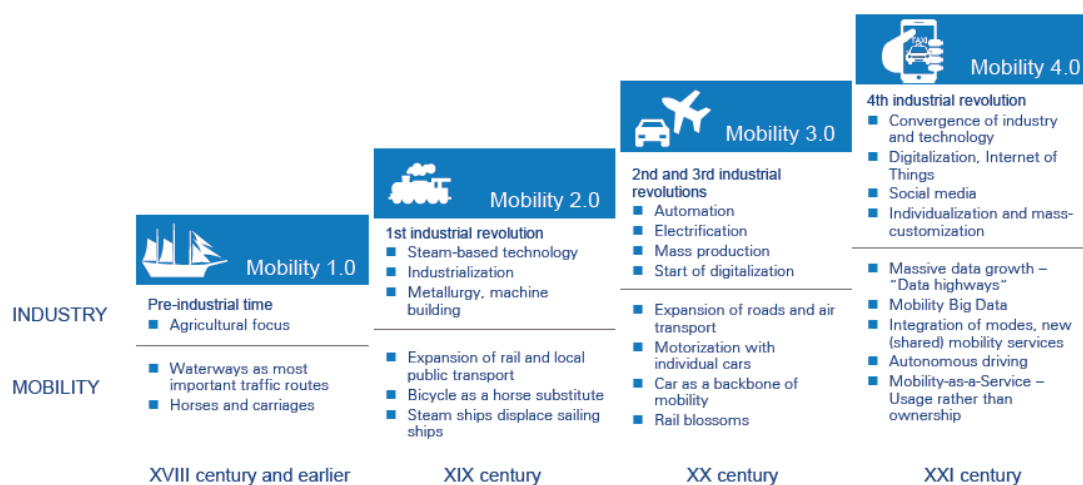 TAXI
Mobility 4.0
4th industrial revolution
■ Convergence of industry
and technology
■ Digitalization, Internet of
Things
■ Social media
■ Individualization and mass-
customization
■ Massive data growth –
"Data highways"
■ Mobility Big Data
■ Integration of modes, new
(shared) mobility services
■ Autonomous driving
■ Mobility-as-a-Service –
Usage rather than
ownership
XXI century
Mobility 3.0
2nd and 3rd industrial
revolutions
■ Automation
■ Electrification
■ Mass production
■ Start of digitalization
■ Expansion of roads and air
transport
■ Motorization with
individual cars
■ Car as a backbone of
mobility
■ Rail blossoms
XX century
Mobility 2.0
1st industrial revolution
■ Steam-based technology
■ Industrialization
■ Metallurgy, machine
building
■ Expansion of rail and local
public transport
■ Bicycle as a horse substitute
■ Steam ships displace sailing
ships
XIX century
Mobility 1.0
Pre-industrial time
■ Agricultural focus
■ Waterways as most
important traffic routes
■ Horses and carriages
XVIII century and earlier
INDUSTRY
MOBILITY